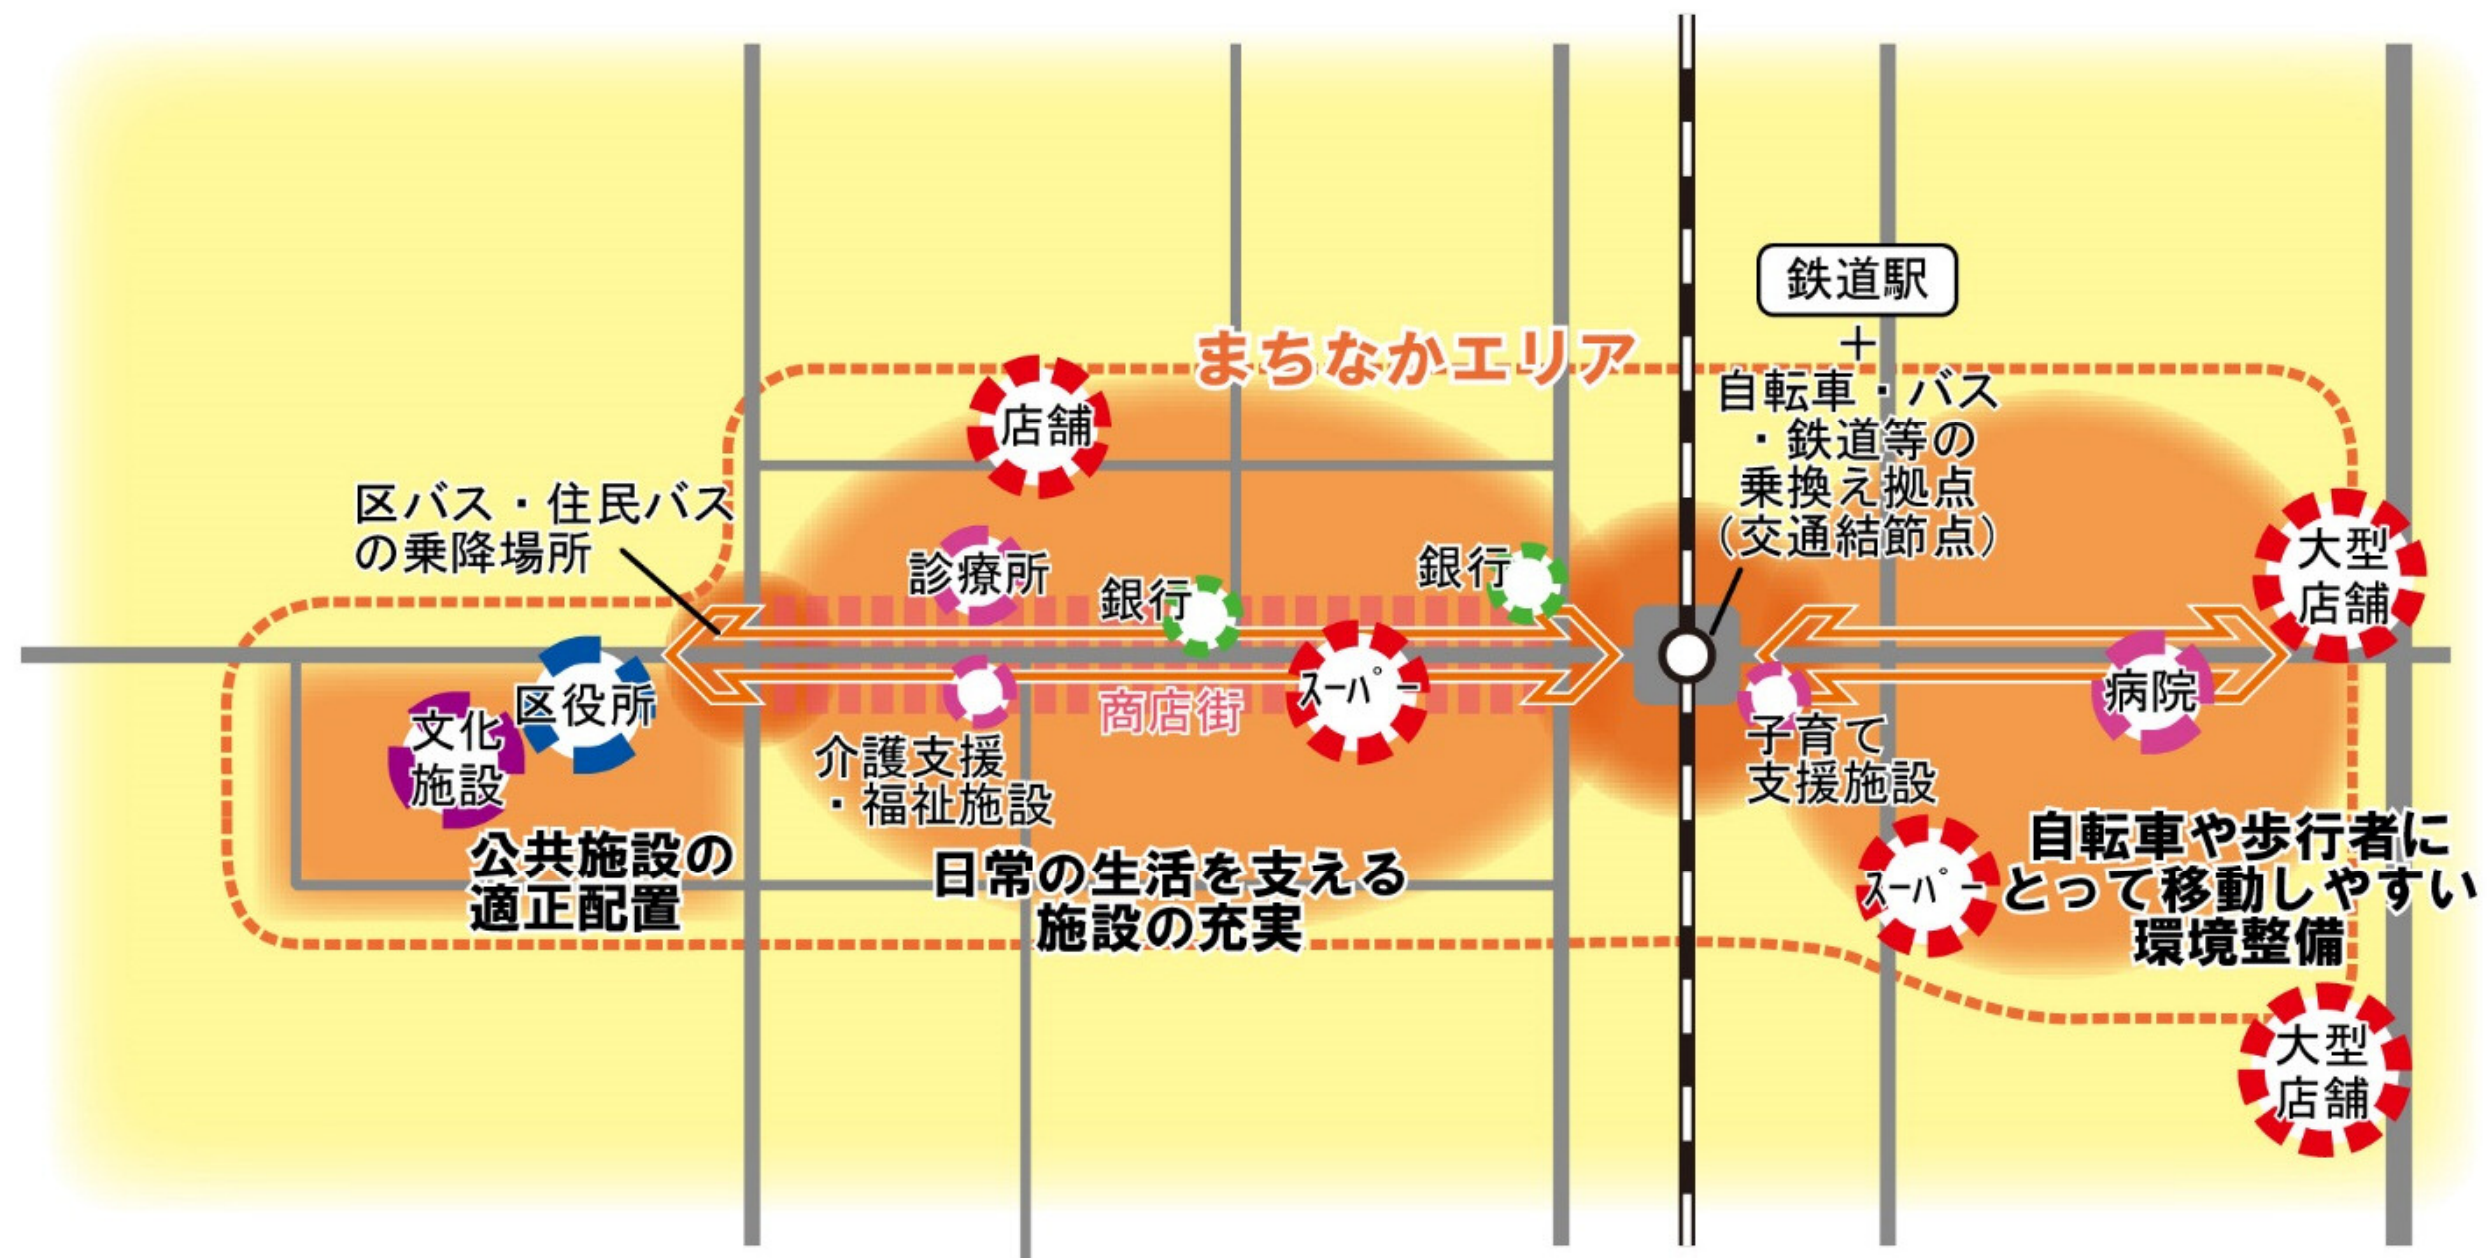 鉄道駅
＋
自転車・バス
・鉄道等の
乗換え拠点
（交通結節点）
まちなかエリア
店舗
区バス・住民バス
の乗降場所
診療所
銀行
銀行
大型
店舗
区役所
文化
施設
商店街
ｽｰﾊﾟｰ
病院
介護支援
・福祉施設
子育て
支援施設
公共施設の
適正配置
日常の生活を支える
施設の充実
ｽｰﾊﾟｰ
自転車や歩行者に
とって移動しやすい
環境整備
大型
店舗